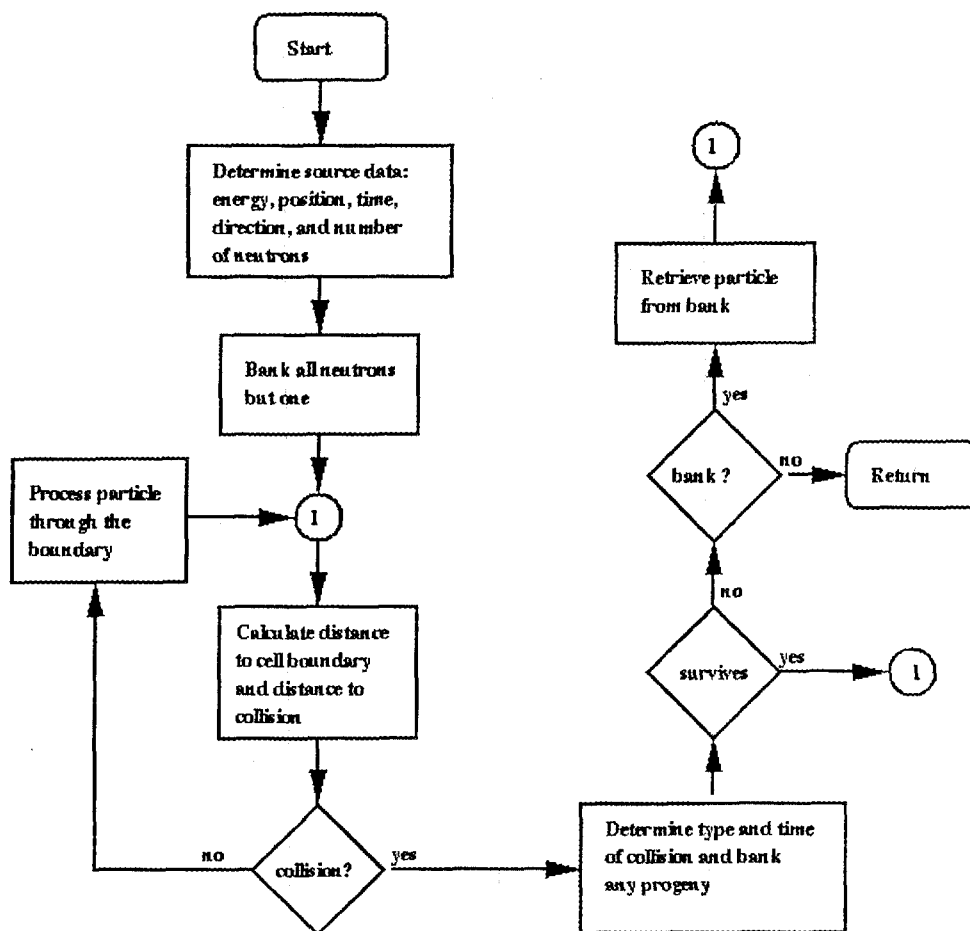 Start
Determine source data:
energy, position, time,
direction, and number
of neutrons
Bank all neutrons
but one
Process particle
through the
boundary
1
Calculate distance
to cell boundary
and distance to
collision
collision?
no
yes
Determine type and time
of collision and bank
any progeny
survives
yes
1
no
bank ?
no
Return
yes
Retrieve particle
from bank
1